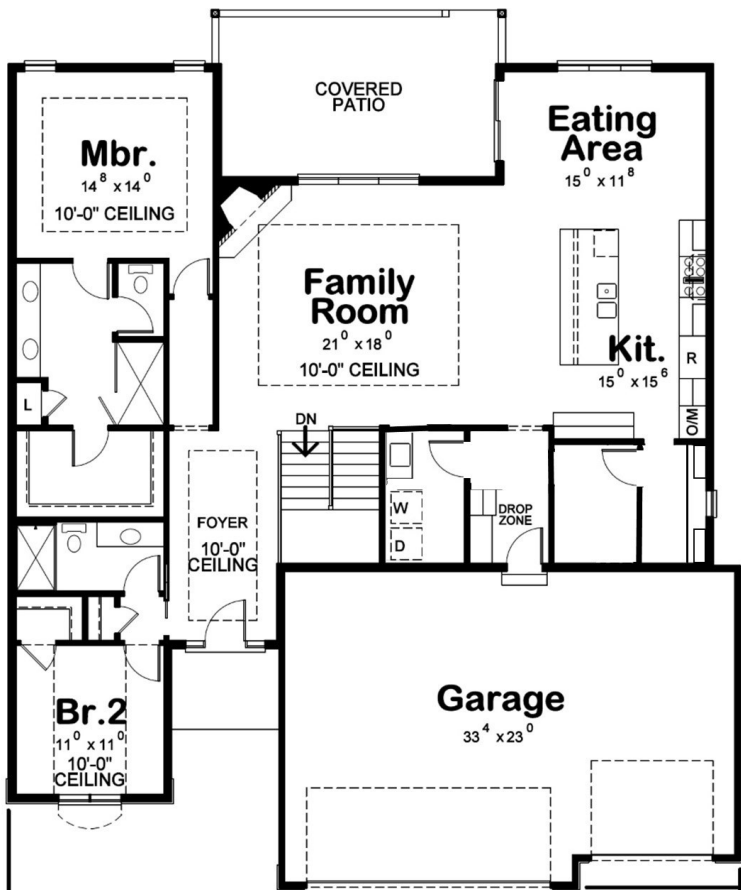 COVERED
PATIO
Mbr.
14⁸ x 14⁰
10'-0" CEILING
Eating
Area
15⁰ x 11⁸
Family
Room
21⁰ x 18⁰
10'-0" CEILING
Kit.
15⁰ x 15⁶
R
O/M
L
DN
W
D
DROP
ZONE
FOYER
10'-0"
CEILING
Br.2
11⁰ x 11⁰
10'-0"
CEILING
Garage
33⁴ x 23⁰